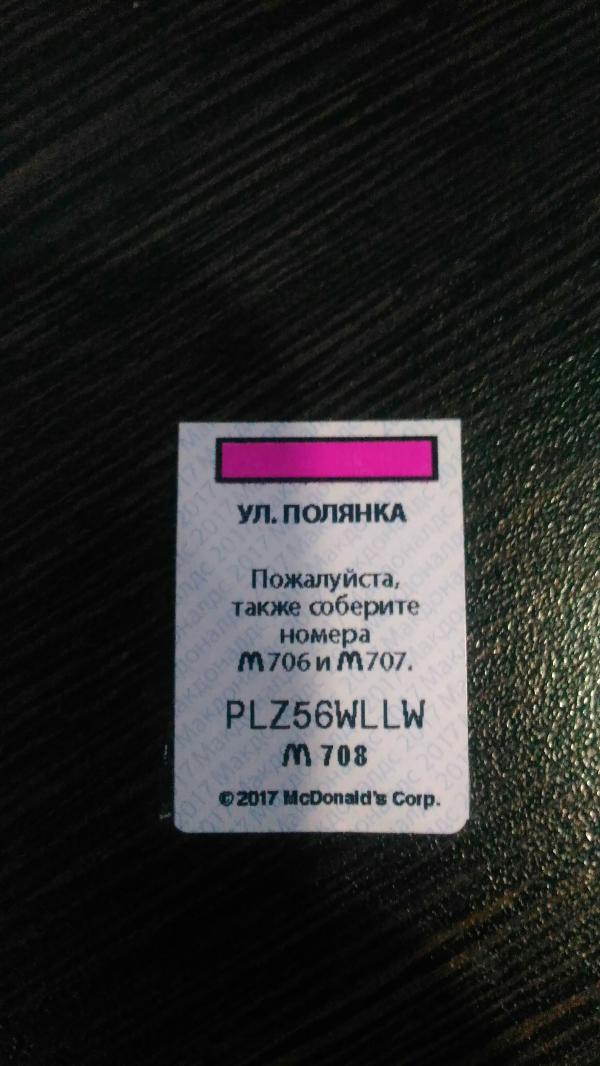 УЛ. ПОЛЯНКА
Пожалуйста,
также соберите
номера
M706 и M707.
PLZ56WLLW
M 708
© 2017 McDonald's Corp.